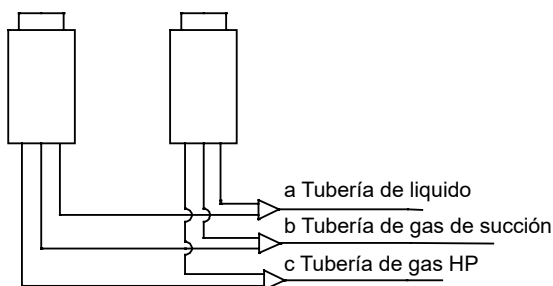 a Tubería de liquido
b Tubería de gas de succión
c Tubería de gas HP